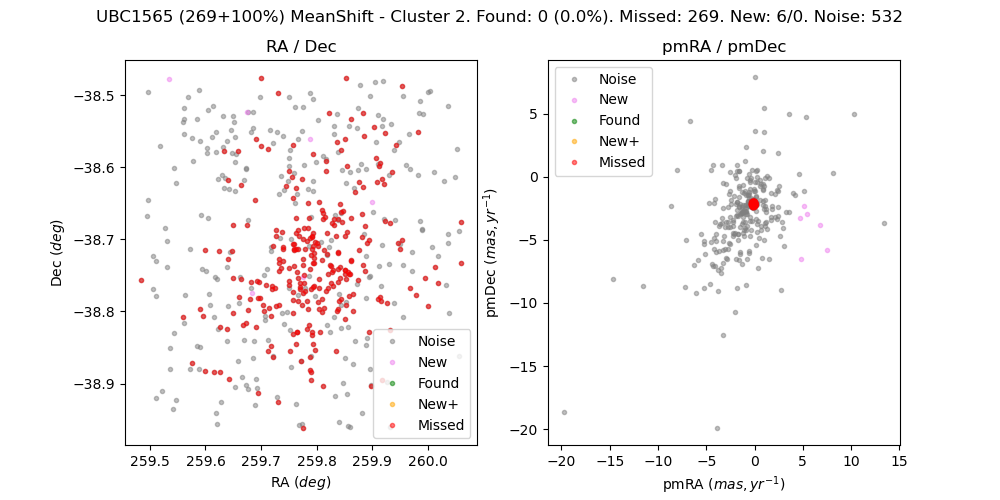 UBC1565 (269+100%) MeanShift - Cluster 2. Found: 0 (0.0%). Missed: 269. New: 6/0. Noise: 532
RA / Dec
−38.5
−38.6
−38.7
−38.8
−38.9
Dec (deg)
259.5 259.6 259.7 259.8 259.9 260.0
RA (deg)
Noise
New
Found
New+
Missed
pmRA / pmDec
5
0
−5
−10
−15
−20
pmDec (mas, yr⁻¹)
−20 −15 −10 −5 0 5 10 15
pmRA (mas, yr⁻¹)
Noise
New
Found
New+
Missed